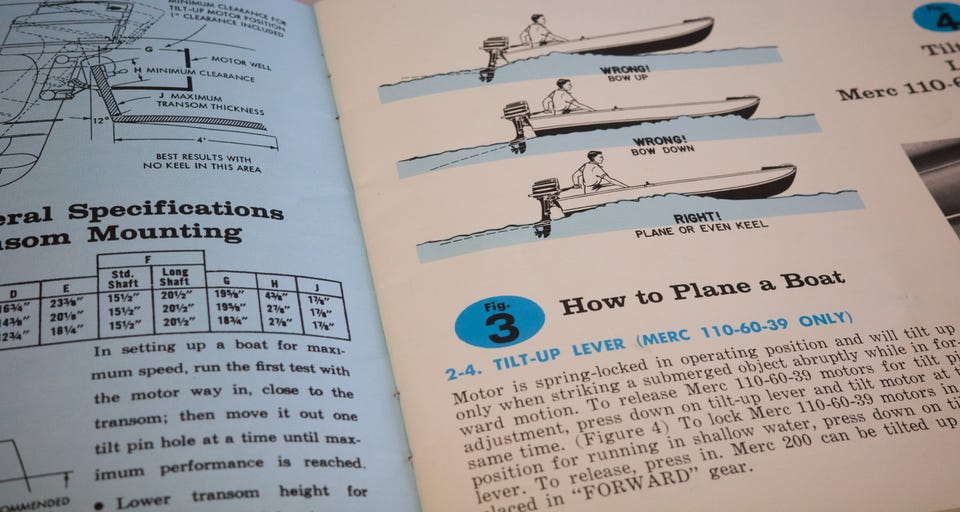 MINIMUM CLEARANCE FOR
TILT-UP MOTOR POSITION
1" CLEARANCE INCLUDED
G
MOTOR WELL
H MINIMUM CLEARANCE
J MAXIMUM
TRANSOM THICKNESS
12°
4'
BEST RESULTS WITH
NO KEEL IN THIS AREA
eral Specifications
nsom Mounting
F
D E Std. Shaft Long Shaft G H J
16¾" 23⅜" 15½" 20½" 19⅝" 4⅜" 1⅞"
14⅜" 20⅛" 15½" 20½" 19⅝" 2⅞" 1⅞"
12¾" 18¼" 15½" 20½" 18¾" 2⅞" 1⅞"
In setting up a boat for maxi-
mum speed, run the first test with
the motor way in, close to the
transom; then move it out one
tilt pin hole at a time until max-
imum performance is reached.
• Lower transom height for
OMMENDED
WRONG!
BOW UP
WRONG!
BOW DOWN
RIGHT!
PLANE OR EVEN KEEL
Fig.
3
How to Plane a Boat
2-4. TILT-UP LEVER (MERC 110-60-39 ONLY)
Motor is spring-locked in operating position and will tilt up
only when striking a submerged object abruptly while in for-
ward motion. To release Merc 110-60-39 motors for tilt pi
adjustment, press down on tilt-up lever and tilt motor at t
same time. (Figure 4) To lock Merc 110-60-39 motors in
position for running in shallow water, press down on ti
lever. To release, press in. Merc 200 can be tilted up
placed in "FORWARD" gear.
Fig.
4
Tilt
L
Merc 110-6